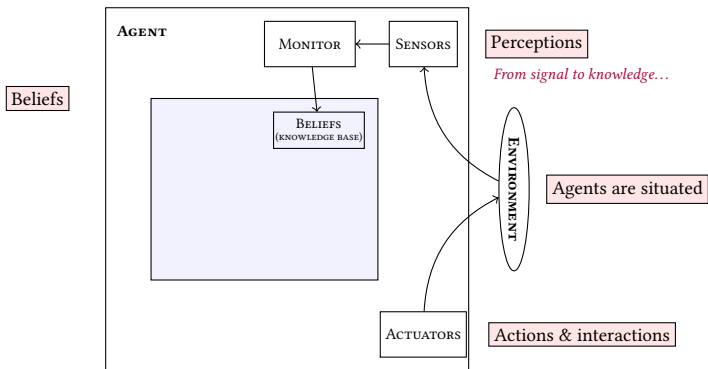 AGENT
MONITOR
SENSORS
Perceptions
From signal to knowledge…
Beliefs
BELIEFS
(KNOWLEDGE BASE)
ENVIRONMENT
Agents are situated
ACTUATORS
Actions & interactions